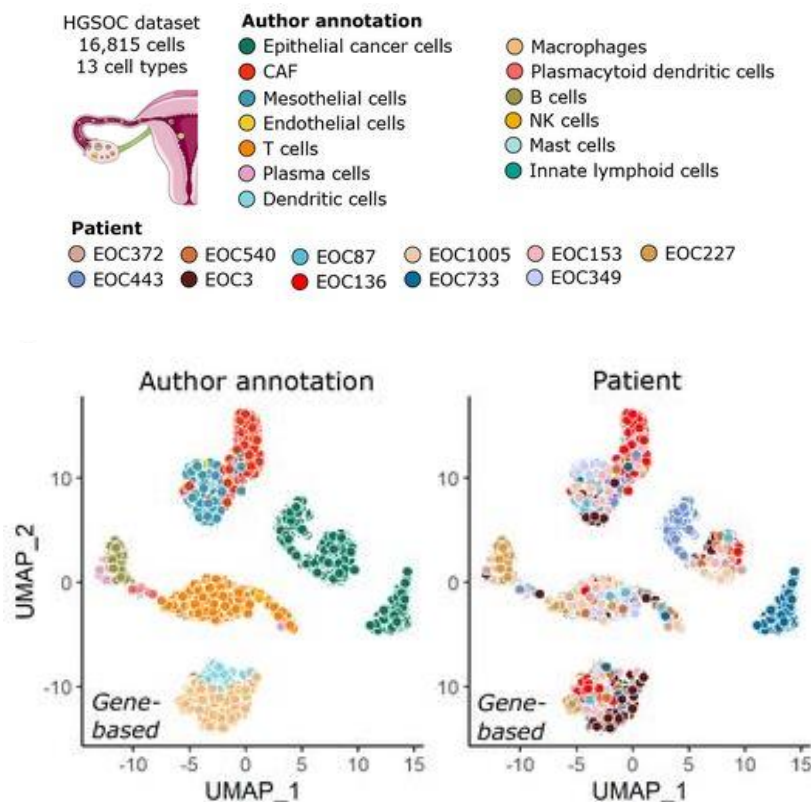 HGSOC dataset
16,815 cells
13 cell types
Author annotation
Epithelial cancer cells
CAF
Mesothelial cells
Endothelial cells
T cells
Plasma cells
Dendritic cells
Macrophages
Plasmacytoid dendritic cells
B cells
NK cells
Mast cells
Innate lymphoid cells
Patient
EOC372 EOC540 EOC87 EOC1005 EOC153 EOC227
EOC443 EOC3 EOC136 EOC733 EOC349
Author annotation
UMAP_2
10
0
-10
Gene-
based
-10 -5 0 5 10 15
UMAP_1
Patient
10
0
-10
Gene-
based
-10 -5 0 5 10 15
UMAP_1